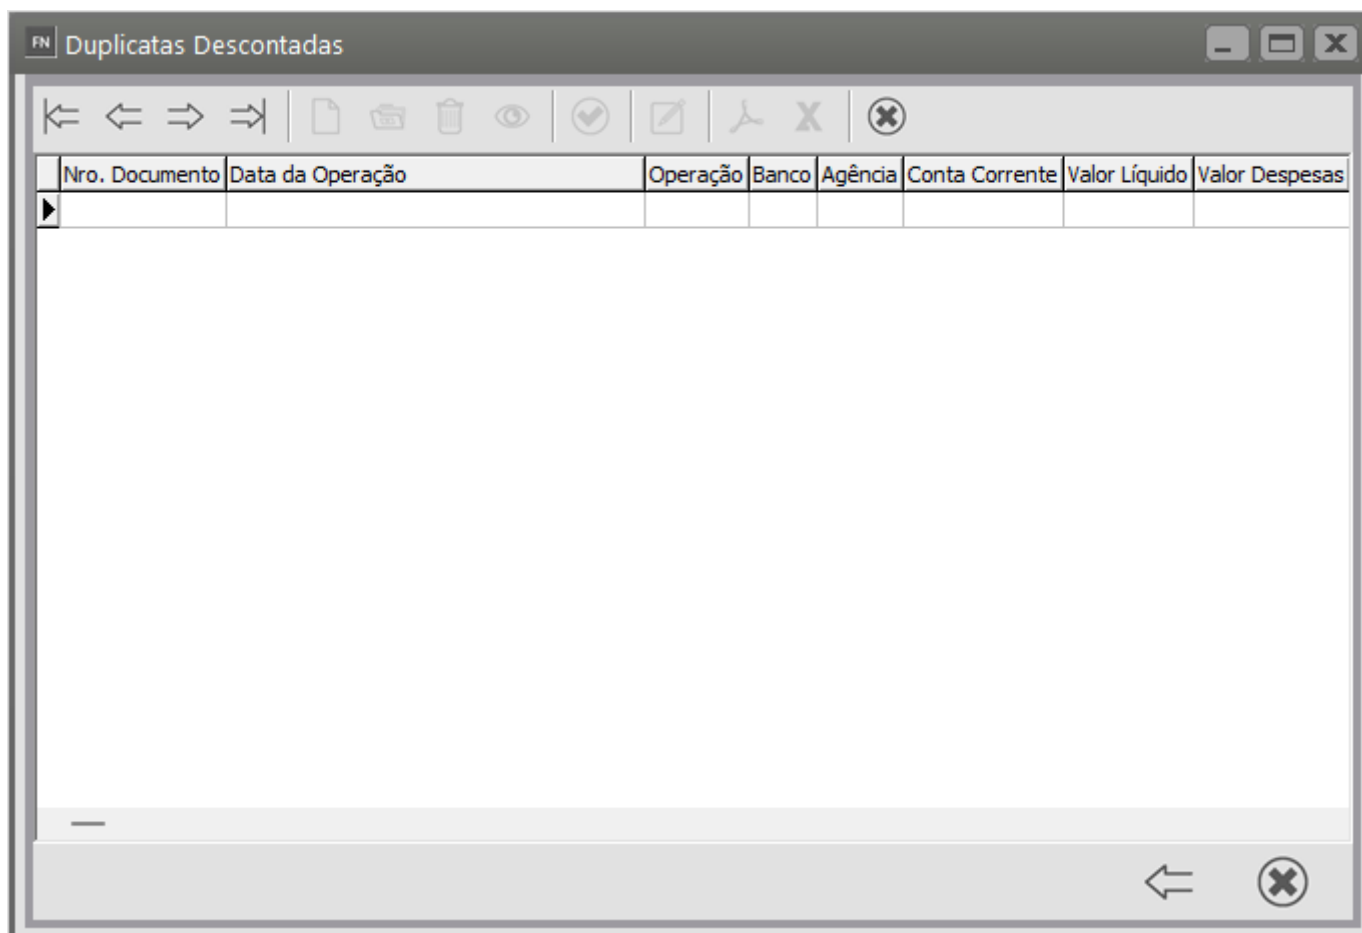 FN Duplicatas Descontadas
Nro. Documento Data da Operação Operação Banco Agência Conta Corrente Valor Líquido Valor Despesas